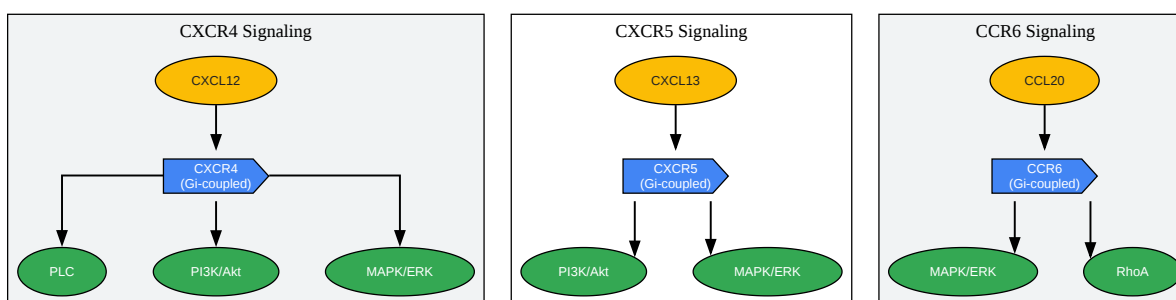 CXCR4 Signaling
CXCL12
CXCR4
(Gi-coupled)
PLC
PI3K/Akt
MAPK/ERK
CXCR5 Signaling
CXCL13
CXCR5
(Gi-coupled)
PI3K/Akt
MAPK/ERK
CCR6 Signaling
CCL20
CCR6
(Gi-coupled)
MAPK/ERK
RhoA